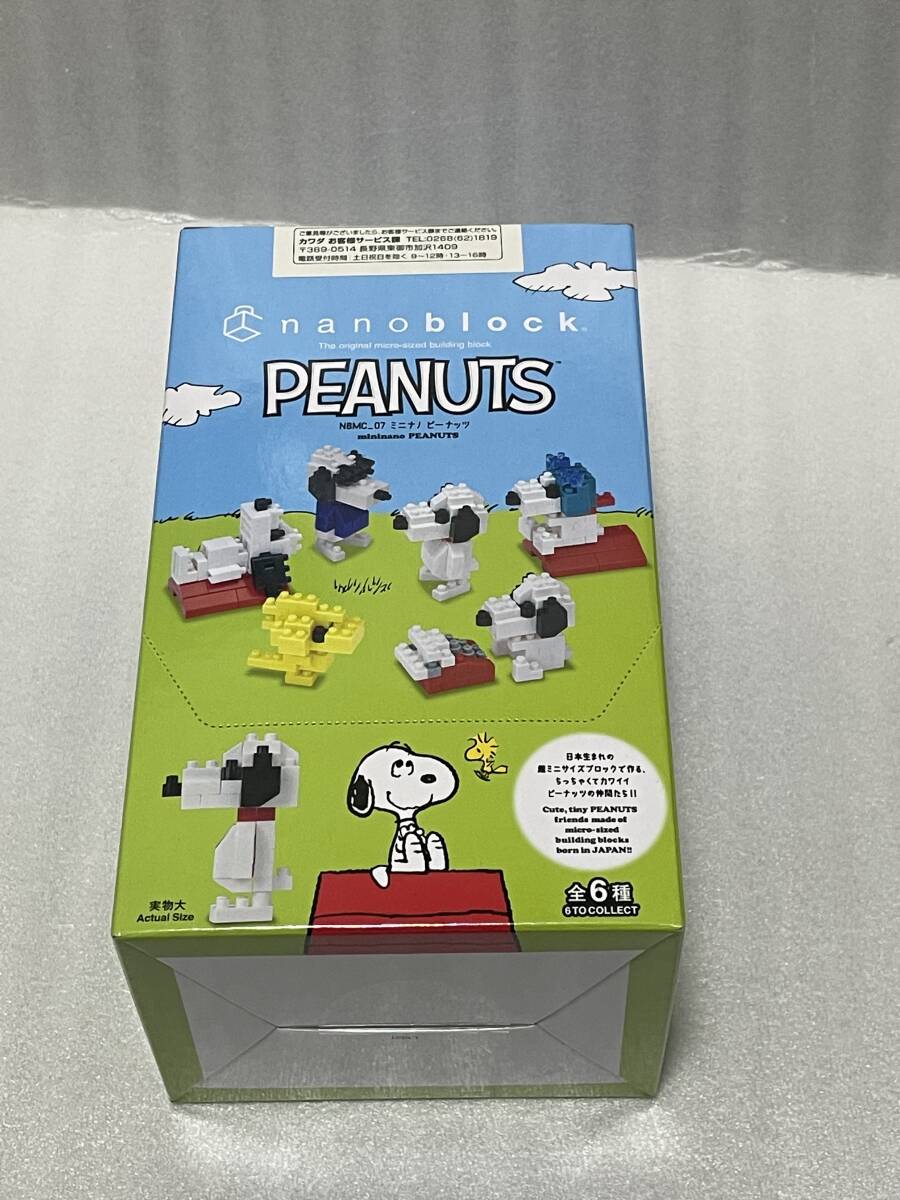 ご意見等がございましたら、お客様サービス課までご連絡ください。
カワダ お客様サービス課 TEL:0268(62)1819
〒389-0514 長野県東御市加沢1409
電話受付時間:土日祝日を除く 9〜12時・13〜16時
nanoblock®
The original micro-sized building block
PEANUTS™
NBMC_07 ミニナノ ピーナッツ
mininano PEANUTS
日本生まれの
超ミニサイズブロックで作る、
ちっちゃくてカワイイ
ピーナッツの仲間たち!!
Cute, tiny PEANUTS
friends made of
micro-sized
building blocks
born in JAPAN!!
実物大
Actual Size
全6種
6 TO COLLECT